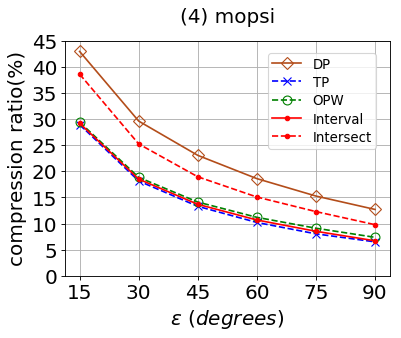 (4) mopsi
compression ratio(%)
45
40
35
30
25
20
15
10
5
0
DP
TP
OPW
Interval
Intersect
15 30 45 60 75 90
ε (degrees)